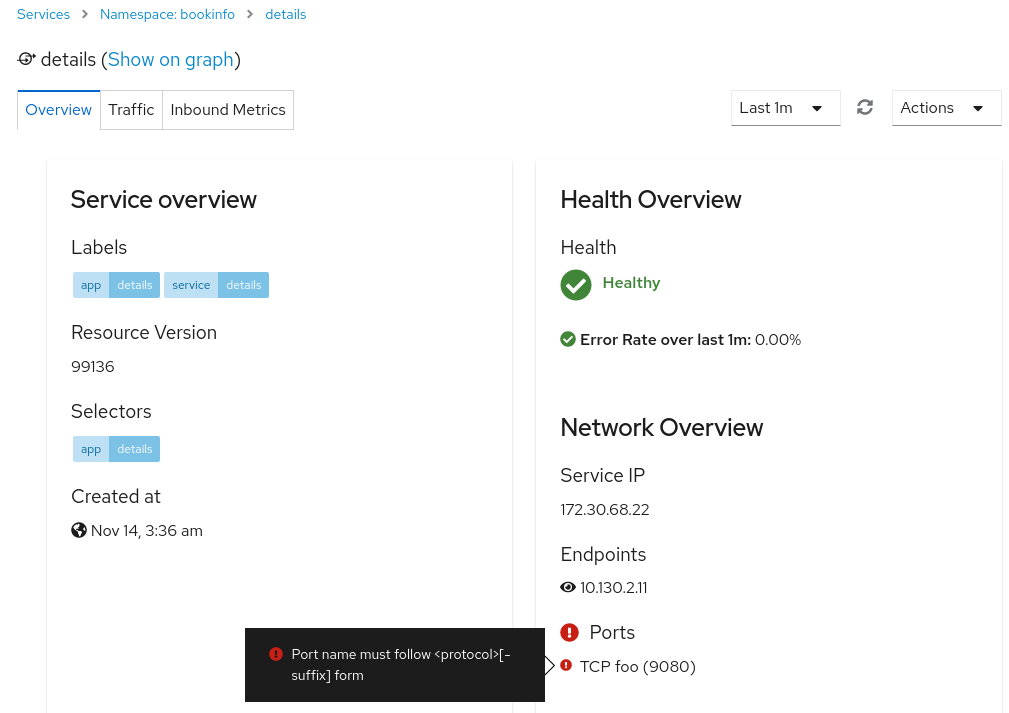 Services > Namespace: bookinfo > details
details (Show on graph)
Overview Traffic Inbound Metrics
Last 1m
Actions
Service overview
Labels
app details service details
Resource Version
99136
Selectors
app details
Created at
Nov 14, 3:36 am
Health Overview
Health
Healthy
Error Rate over last 1m: 0.00%
Network Overview
Service IP
172.30.68.22
Endpoints
10.130.2.11
Ports
TCP foo (9080)
Port name must follow <protocol>[-
suffix] form